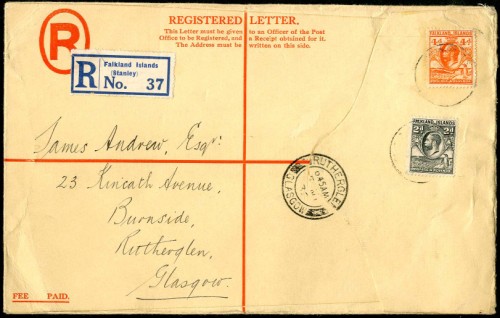 REGISTERED LETTER.
This Letter must be given to an Officer of the Post
Office to be Registered, and a Receipt obtained for it.
The Address must be written on this side.
R
R
Falkland Islands
(Stanley)
No. 37
4d 4d
FALKLAND ISLANDS
2d 2d
James Andrew, Esqr.
23 Kincath Avenue,
Burnside,
Rutherglen,
Glasgow.
RUTHERGLEN
GLASGOW
645AM
FEE PAID.